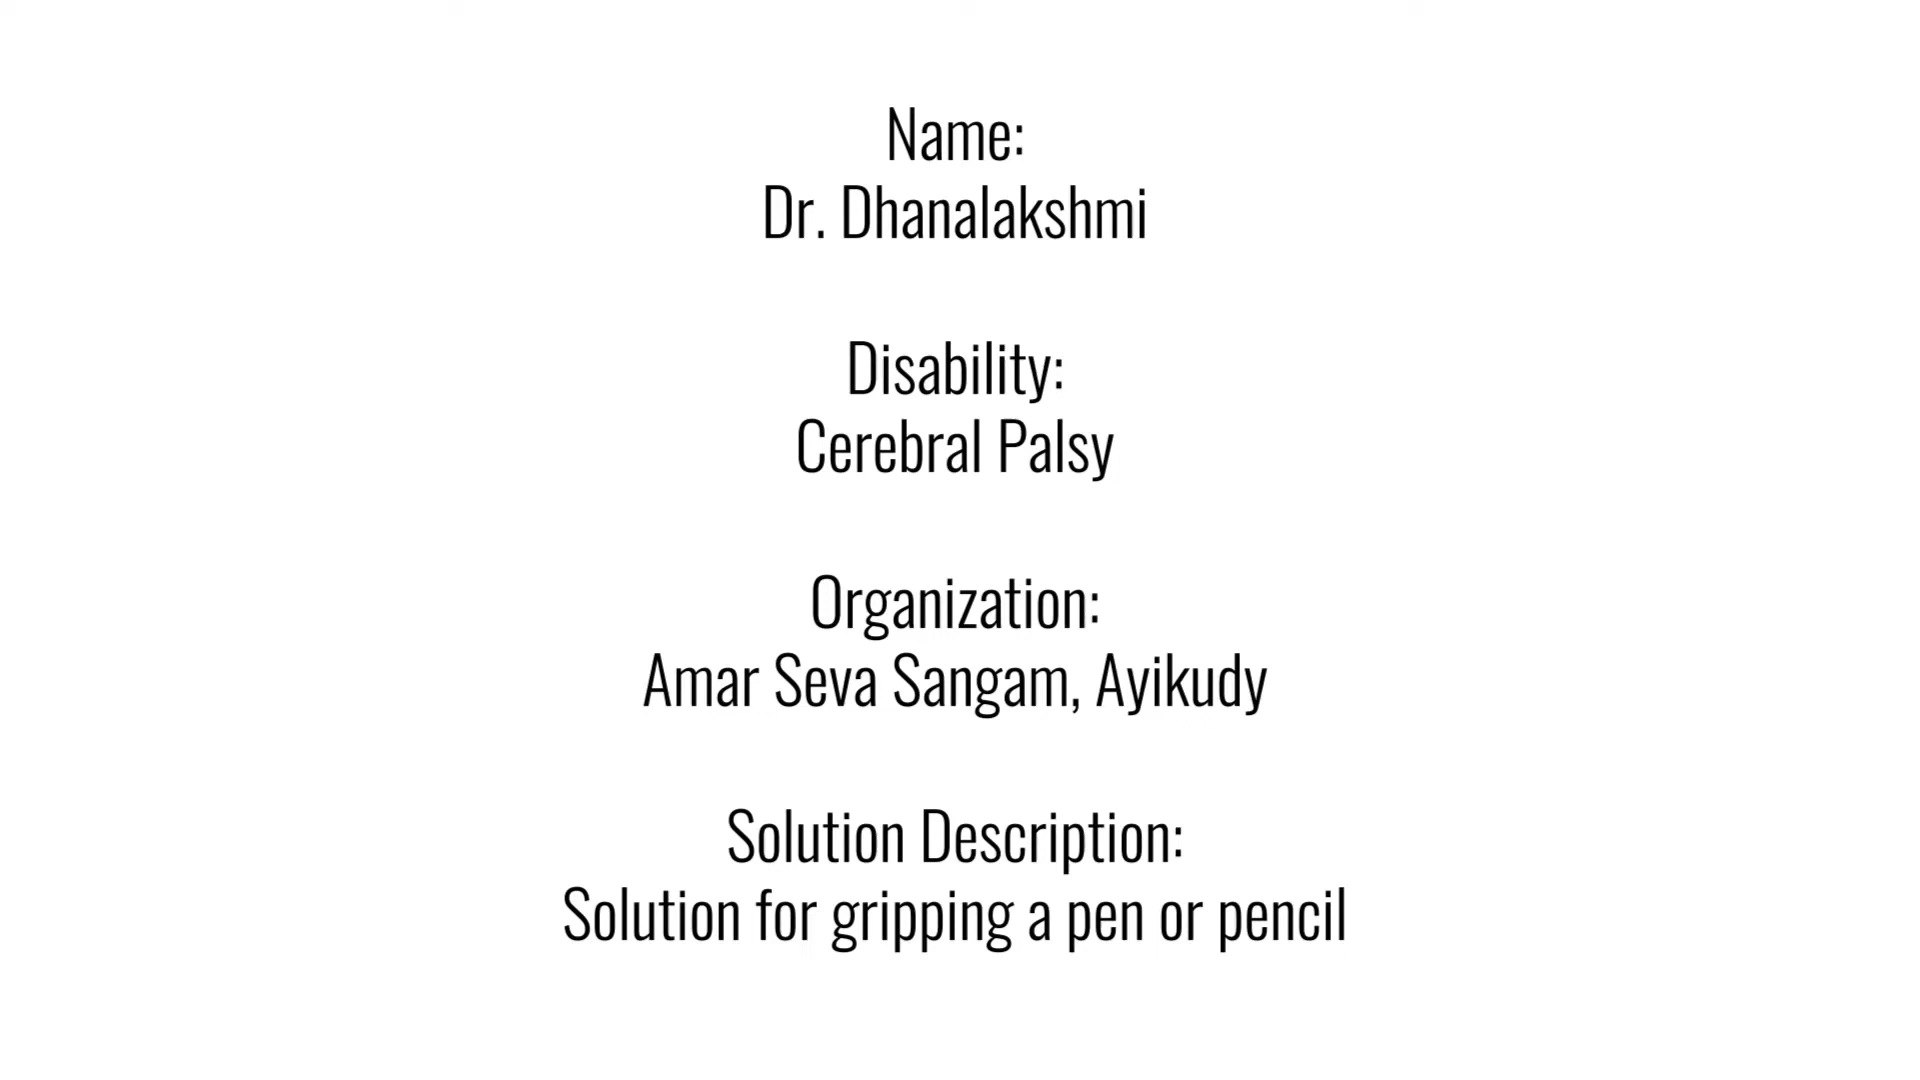 Name:
Dr. Dhanalakshmi
Disability:
Cerebral Palsy
Organization:
Amar Seva Sangam, Ayikudy
Solution Description:
Solution for gripping a pen or pencil